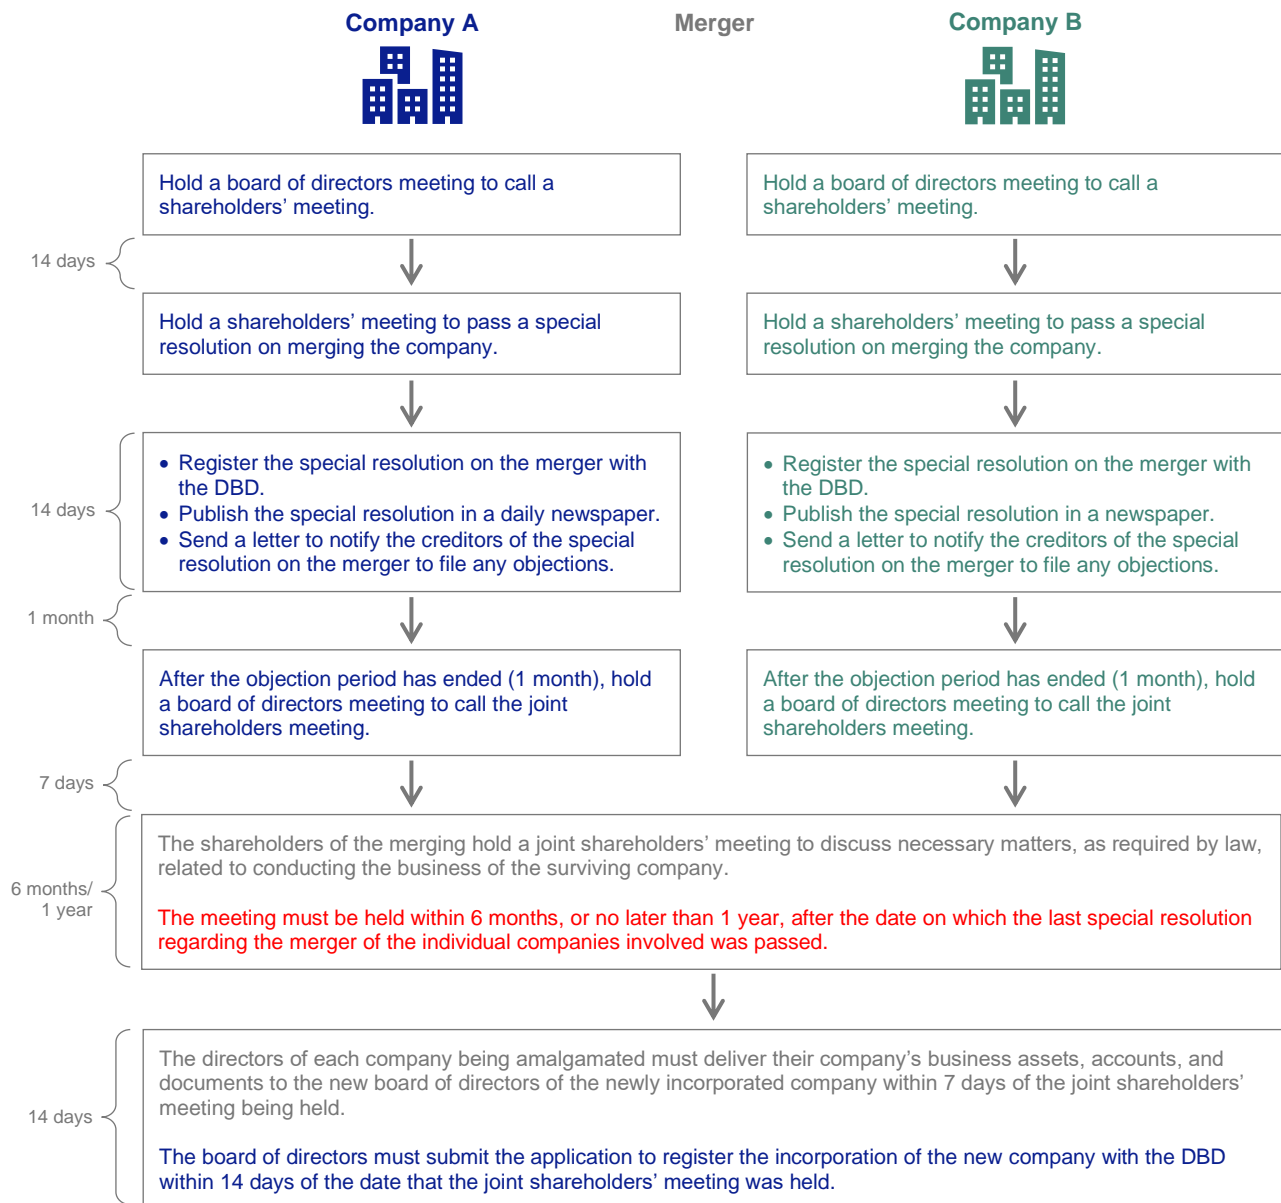 Company A
Merger
Company B
Hold a board of directors meeting to call a
shareholders’ meeting.
Hold a board of directors meeting to call a
shareholders’ meeting.
14 days
Hold a shareholders’ meeting to pass a special
resolution on merging the company.
Hold a shareholders’ meeting to pass a special
resolution on merging the company.
14 days
• Register the special resolution on the merger with
the DBD.
• Publish the special resolution in a daily newspaper.
• Send a letter to notify the creditors of the special
resolution on the merger to file any objections.
• Register the special resolution on the merger with
the DBD.
• Publish the special resolution in a newspaper.
• Send a letter to notify the creditors of the special
resolution on the merger to file any objections.
1 month
After the objection period has ended (1 month), hold
a board of directors meeting to call the joint
shareholders meeting.
After the objection period has ended (1 month), hold
a board of directors meeting to call the joint
shareholders meeting.
7 days
6 months/
1 year
The shareholders of the merging hold a joint shareholders’ meeting to discuss necessary matters, as required by law,
related to conducting the business of the surviving company.
The meeting must be held within 6 months, or no later than 1 year, after the date on which the last special resolution
regarding the merger of the individual companies involved was passed.
14 days
The directors of each company being amalgamated must deliver their company’s business assets, accounts, and
documents to the new board of directors of the newly incorporated company within 7 days of the joint shareholders’
meeting being held.
The board of directors must submit the application to register the incorporation of the new company with the DBD
within 14 days of the date that the joint shareholders’ meeting was held.